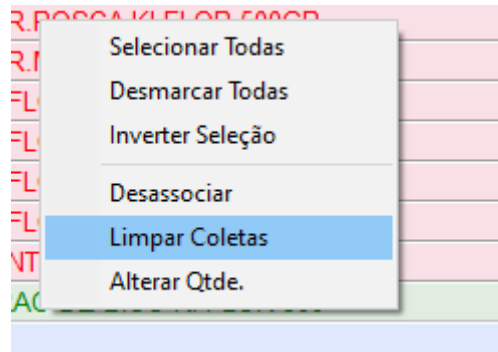 Selecionar Todas
Desmarcar Todas
Inverter Seleção
Desassociar
Limpar Coletas
Alterar Qtde.